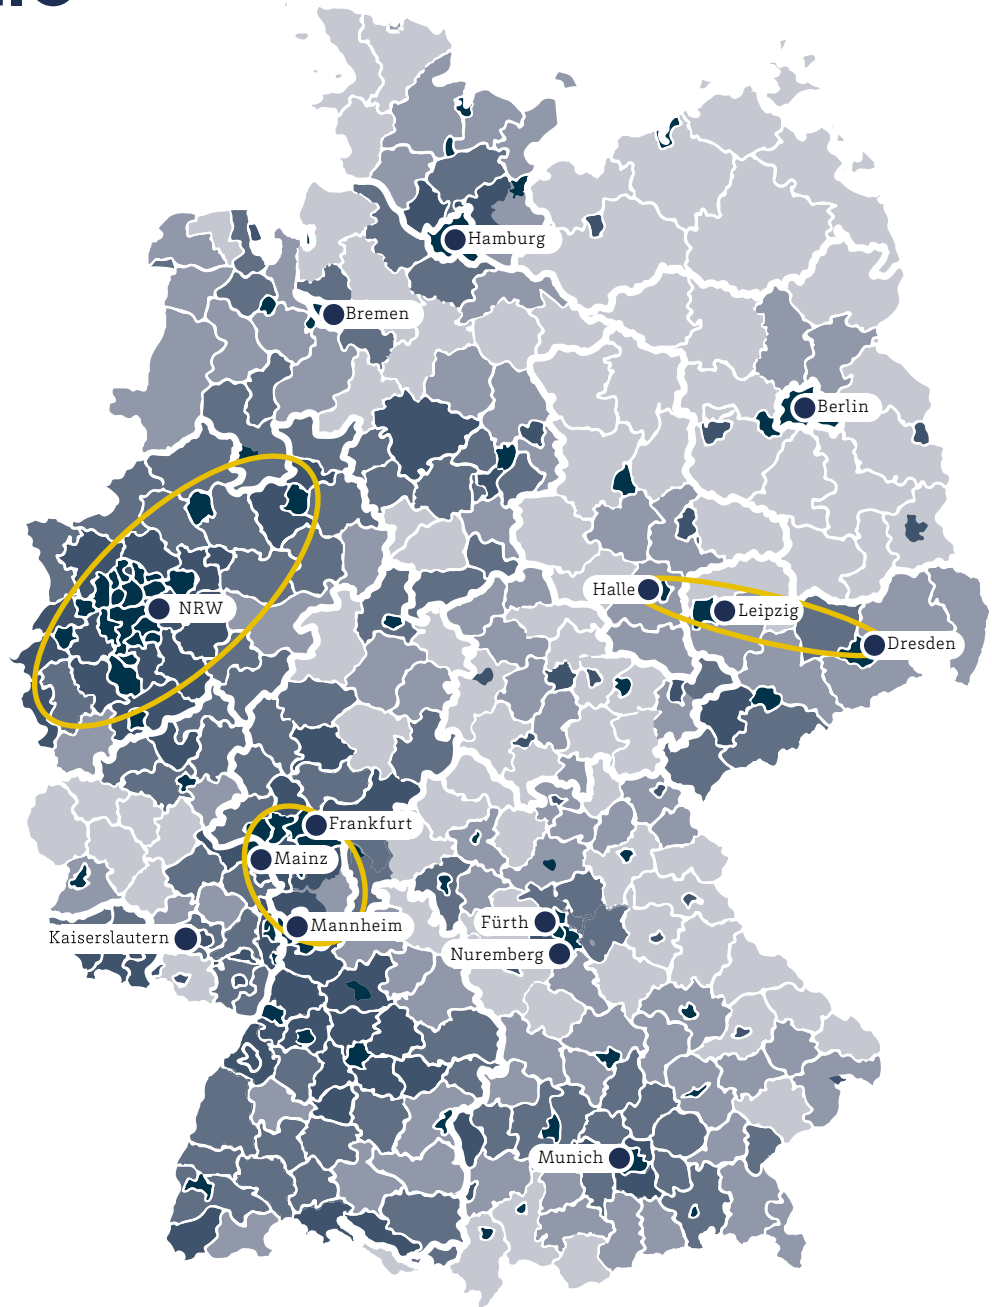 Hamburg
Bremen
Berlin
Halle
NRW
Leipzig
Dresden
Frankfurt
Mainz
Fürth
Mannheim
Kaiserslautern
Nuremberg
Munich